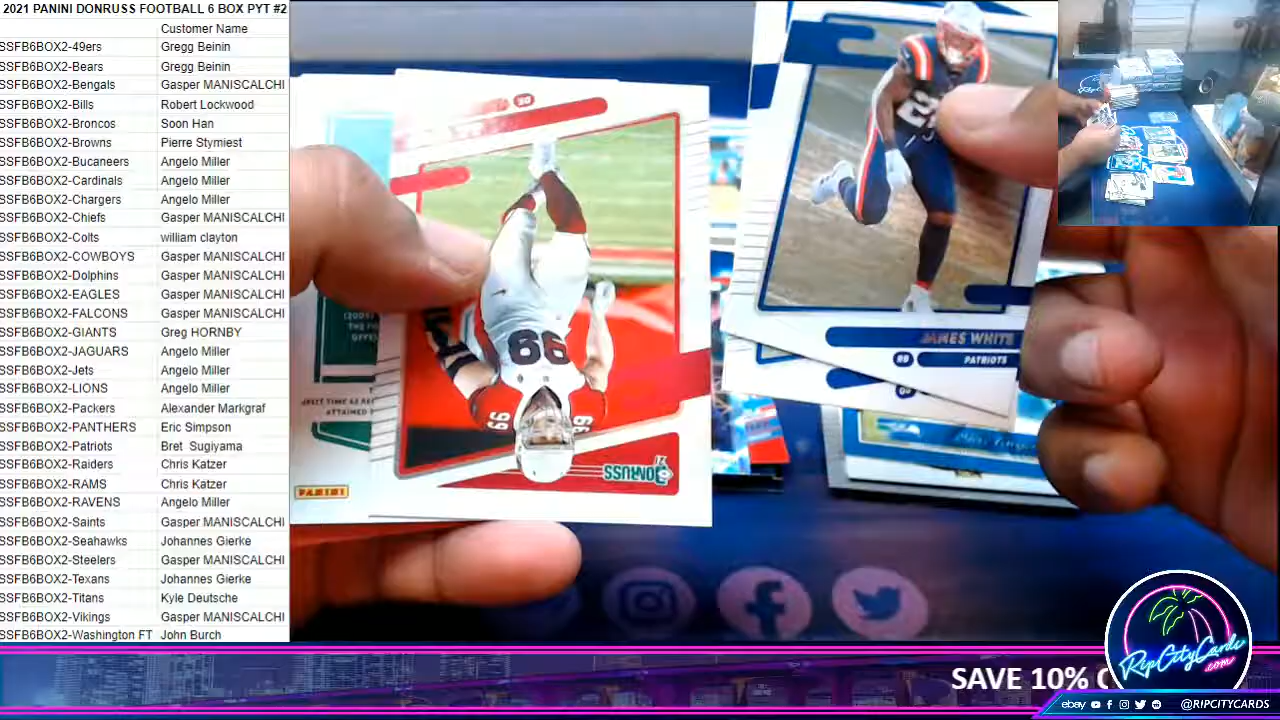 2021 PANINI DONRUSS FOOTBALL 6 BOX PYT #2
Customer Name
SSFB6BOX2-49ers Gregg Beinin
SSFB6BOX2-Bears Gregg Beinin
SSFB6BOX2-Bengals Gasper MANISCALCHI
SSFB6BOX2-Bills Robert Lockwood
SSFB6BOX2-Broncos Soon Han
SSFB6BOX2-Browns Pierre Stymiest
SSFB6BOX2-Bucaneers Angelo Miller
SSFB6BOX2-Cardinals Angelo Miller
SSFB6BOX2-Chargers Angelo Miller
SSFB6BOX2-Chiefs Gasper MANISCALCHI
SSFB6BOX2-Colts william clayton
SSFB6BOX2-COWBOYS Gasper MANISCALCHI
SSFB6BOX2-Dolphins Gasper MANISCALCHI
SSFB6BOX2-EAGLES Gasper MANISCALCHI
SSFB6BOX2-FALCONS Gasper MANISCALCHI
SSFB6BOX2-GIANTS Greg HORNBY
SSFB6BOX2-JAGUARS Angelo Miller
SSFB6BOX2-Jets Angelo Miller
SSFB6BOX2-LIONS Angelo Miller
SSFB6BOX2-Packers Alexander Markgraf
SSFB6BOX2-PANTHERS Eric Simpson
SSFB6BOX2-Patriots Bret Sugiyama
SSFB6BOX2-Raiders Chris Katzer
SSFB6BOX2-RAMS Chris Katzer
SSFB6BOX2-RAVENS Angelo Miller
SSFB6BOX2-Saints Gasper MANISCALCHI
SSFB6BOX2-Seahawks Johannes Gierke
SSFB6BOX2-Steelers Gasper MANISCALCHI
SSFB6BOX2-Texans Johannes Gierke
SSFB6BOX2-Titans Kyle Deutsche
SSFB6BOX2-Vikings Gasper MANISCALCHI
SSFB6BOX2-Washington FT John Burch
PANINI
99
99
99
DONRUSS
JAMES WHITE
RB PATRIOTS
SAVE 10%
RipCityCards
.com
ebay @RIPCITYCARDS